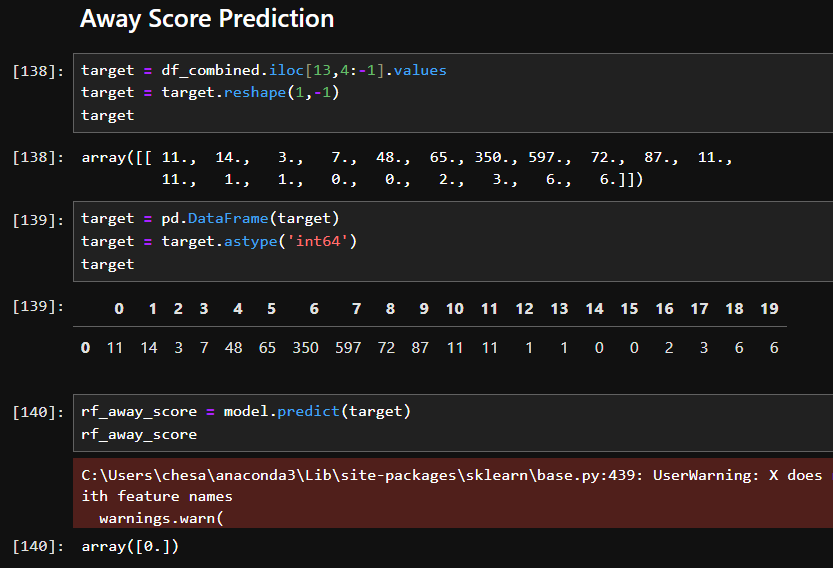 Away Score Prediction
[138]: target = df_combined.iloc[13,4:-1].values
target = target.reshape(1,-1)
target
[138]: array([[ 11., 14., 3., 7., 48., 65., 350., 597., 72., 87., 11.,
11., 1., 1., 0., 0., 2., 3., 6., 6.]])
[139]: target = pd.DataFrame(target)
target = target.astype('int64')
target
[139]: 0 1 2 3 4 5 6 7 8 9 10 11 12 13 14 15 16 17 18 19
0 11 14 3 7 48 65 350 597 72 87 11 11 1 1 0 0 2 3 6 6
[140]: rf_away_score = model.predict(target)
rf_away_score
C:\Users\chesa\anaconda3\Lib\site-packages\sklearn\base.py:439: UserWarning: X does
ith feature names
warnings.warn(
[140]: array([0.])